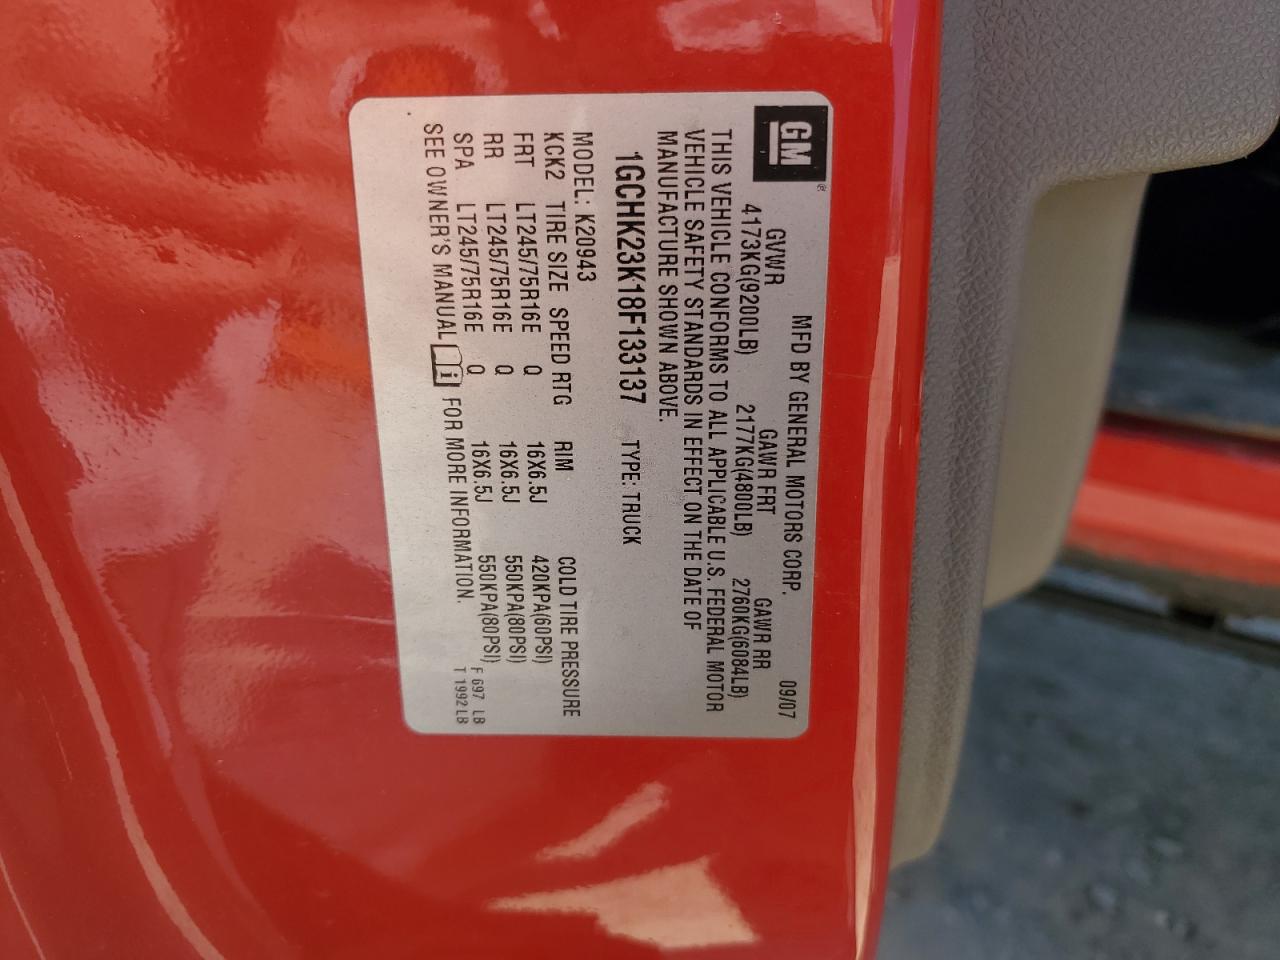 GM®
MFD BY GENERAL MOTORS CORP. 09/07
GVWR GAWR FRT GAWR RR
4173KG(9200LB) 2177KG(4800LB) 2760KG(6084LB)
THIS VEHICLE CONFORMS TO ALL APPLICABLE U.S. FEDERAL MOTOR
VEHICLE SAFETY STANDARDS IN EFFECT ON THE DATE OF
MANUFACTURE SHOWN ABOVE.
1GCHK23K18F133137 TYPE: TRUCK
MODEL: K20943
KCK2 TIRE SIZE SPEED RTG RIM COLD TIRE PRESSURE
FRT LT245/75R16E Q 16X6.5J 420KPA(60PSI)
RR LT245/75R16E Q 16X6.5J 550KPA(80PSI)
SPA LT245/75R16E Q 16X6.5J 550KPA(80PSI)
SEE OWNER'S MANUAL i FOR MORE INFORMATION.
F 697 LB
T 1992 LB